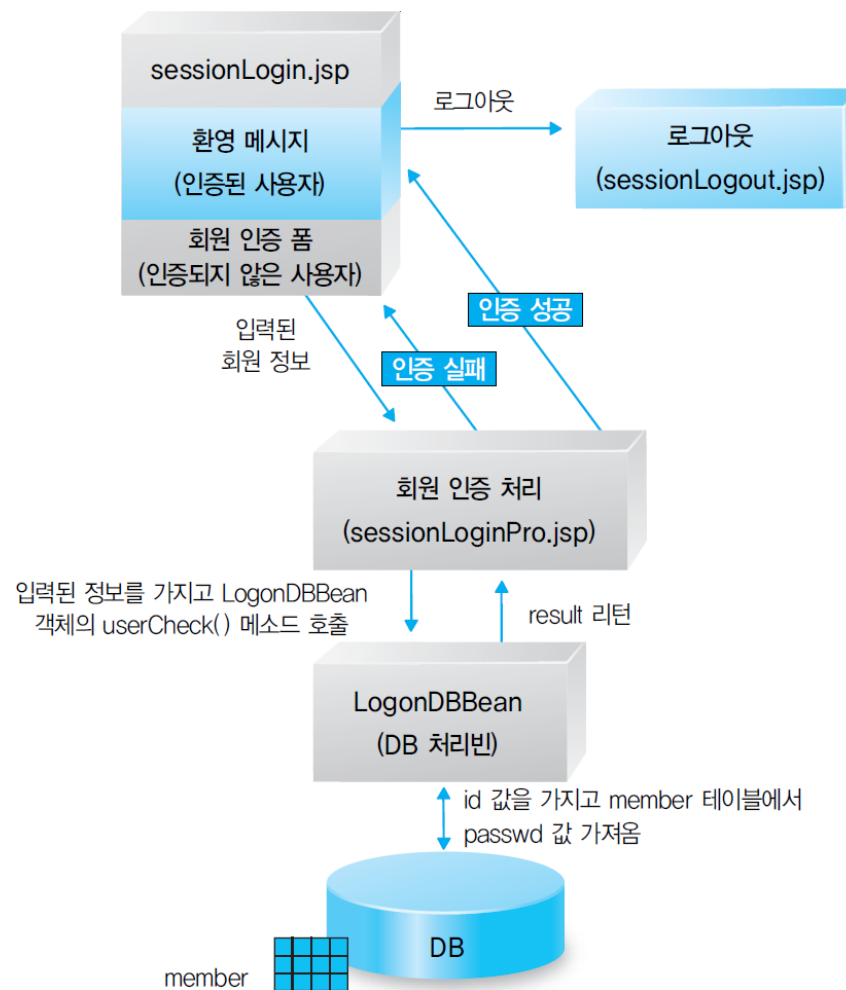 sessionLogin.jsp
환영 메시지
(인증된 사용자)
회원 인증 폼
(인증되지 않은 사용자)
로그아웃
로그아웃
(sessionLogout.jsp)
입력된
회원 정보
인증 실패
인증 성공
회원 인증 처리
(sessionLoginPro.jsp)
입력된 정보를 가지고 LogonDBBean
객체의 userCheck() 메소드 호출
result 리턴
LogonDBBean
(DB 처리빈)
id 값을 가지고 member 테이블에서
passwd 값 가져옴
DB
member